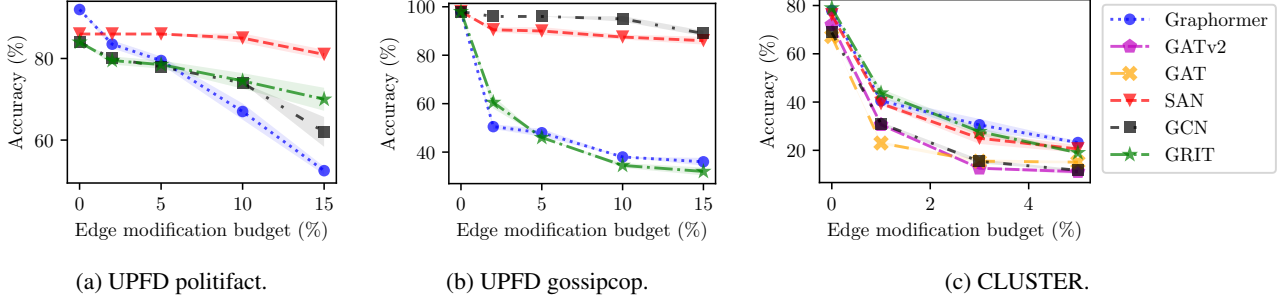 80
60
Accuracy (%)
0
5
10
15
Edge modification budget (%)
(a) UPFD politifact.
100
80
60
40
Accuracy (%)
0
5
10
15
Edge modification budget (%)
(b) UPFD gossipcop.
80
60
40
20
Accuracy (%)
0
2
4
Edge modification budget (%)
(c) CLUSTER.
Graphormer
GATv2
GAT
SAN
GCN
GRIT